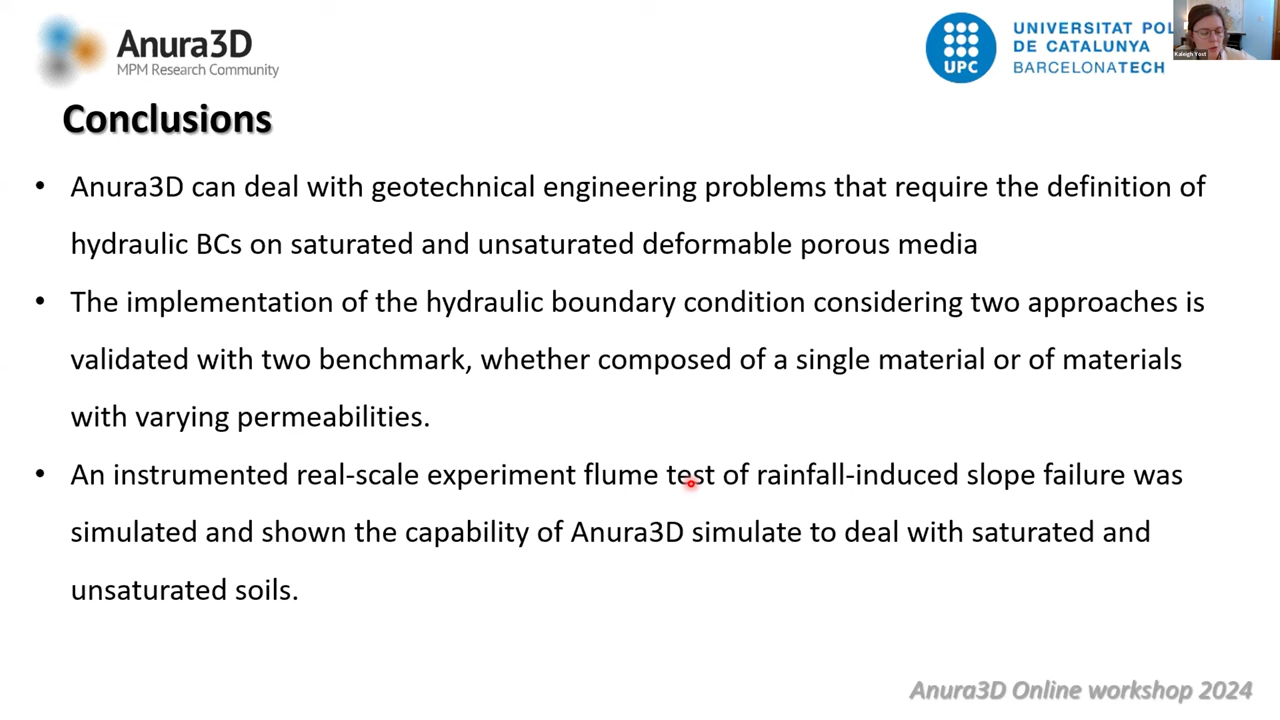 Anura3D
MPM Research Community
UPC
UNIVERSITAT POL
DE CATALUNYA
BARCELONATECH
Kaleigh Yost
Conclusions
• Anura3D can deal with geotechnical engineering problems that require the definition of
hydraulic BCs on saturated and unsaturated deformable porous media
• The implementation of the hydraulic boundary condition considering two approaches is
validated with two benchmark, whether composed of a single material or of materials
with varying permeabilities.
• An instrumented real-scale experiment flume test of rainfall-induced slope failure was
simulated and shown the capability of Anura3D simulate to deal with saturated and
unsaturated soils.
Anura3D Online workshop 2024